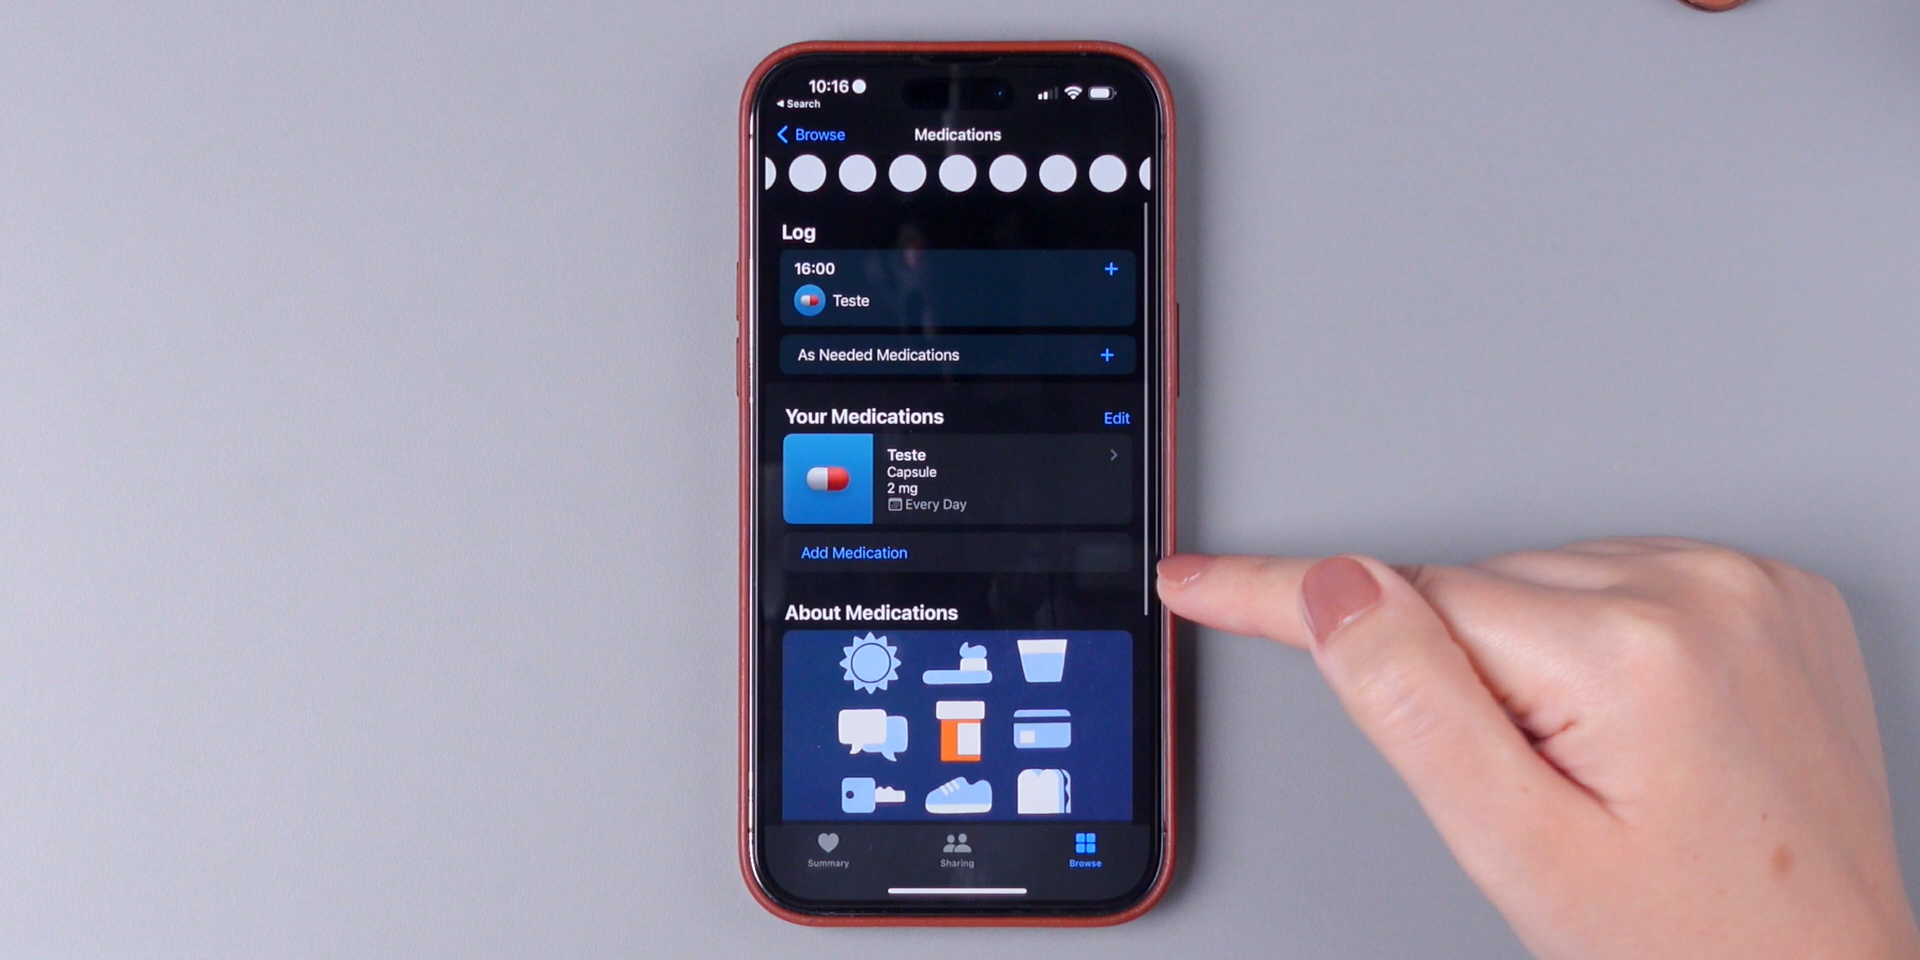 10:16
Search
Browse
Medications
Log
16:00
Teste
As Needed Medications
Your Medications
Edit
Teste
Capsule
2 mg
Every Day
Add Medication
About Medications
Summary
Sharing
Browse